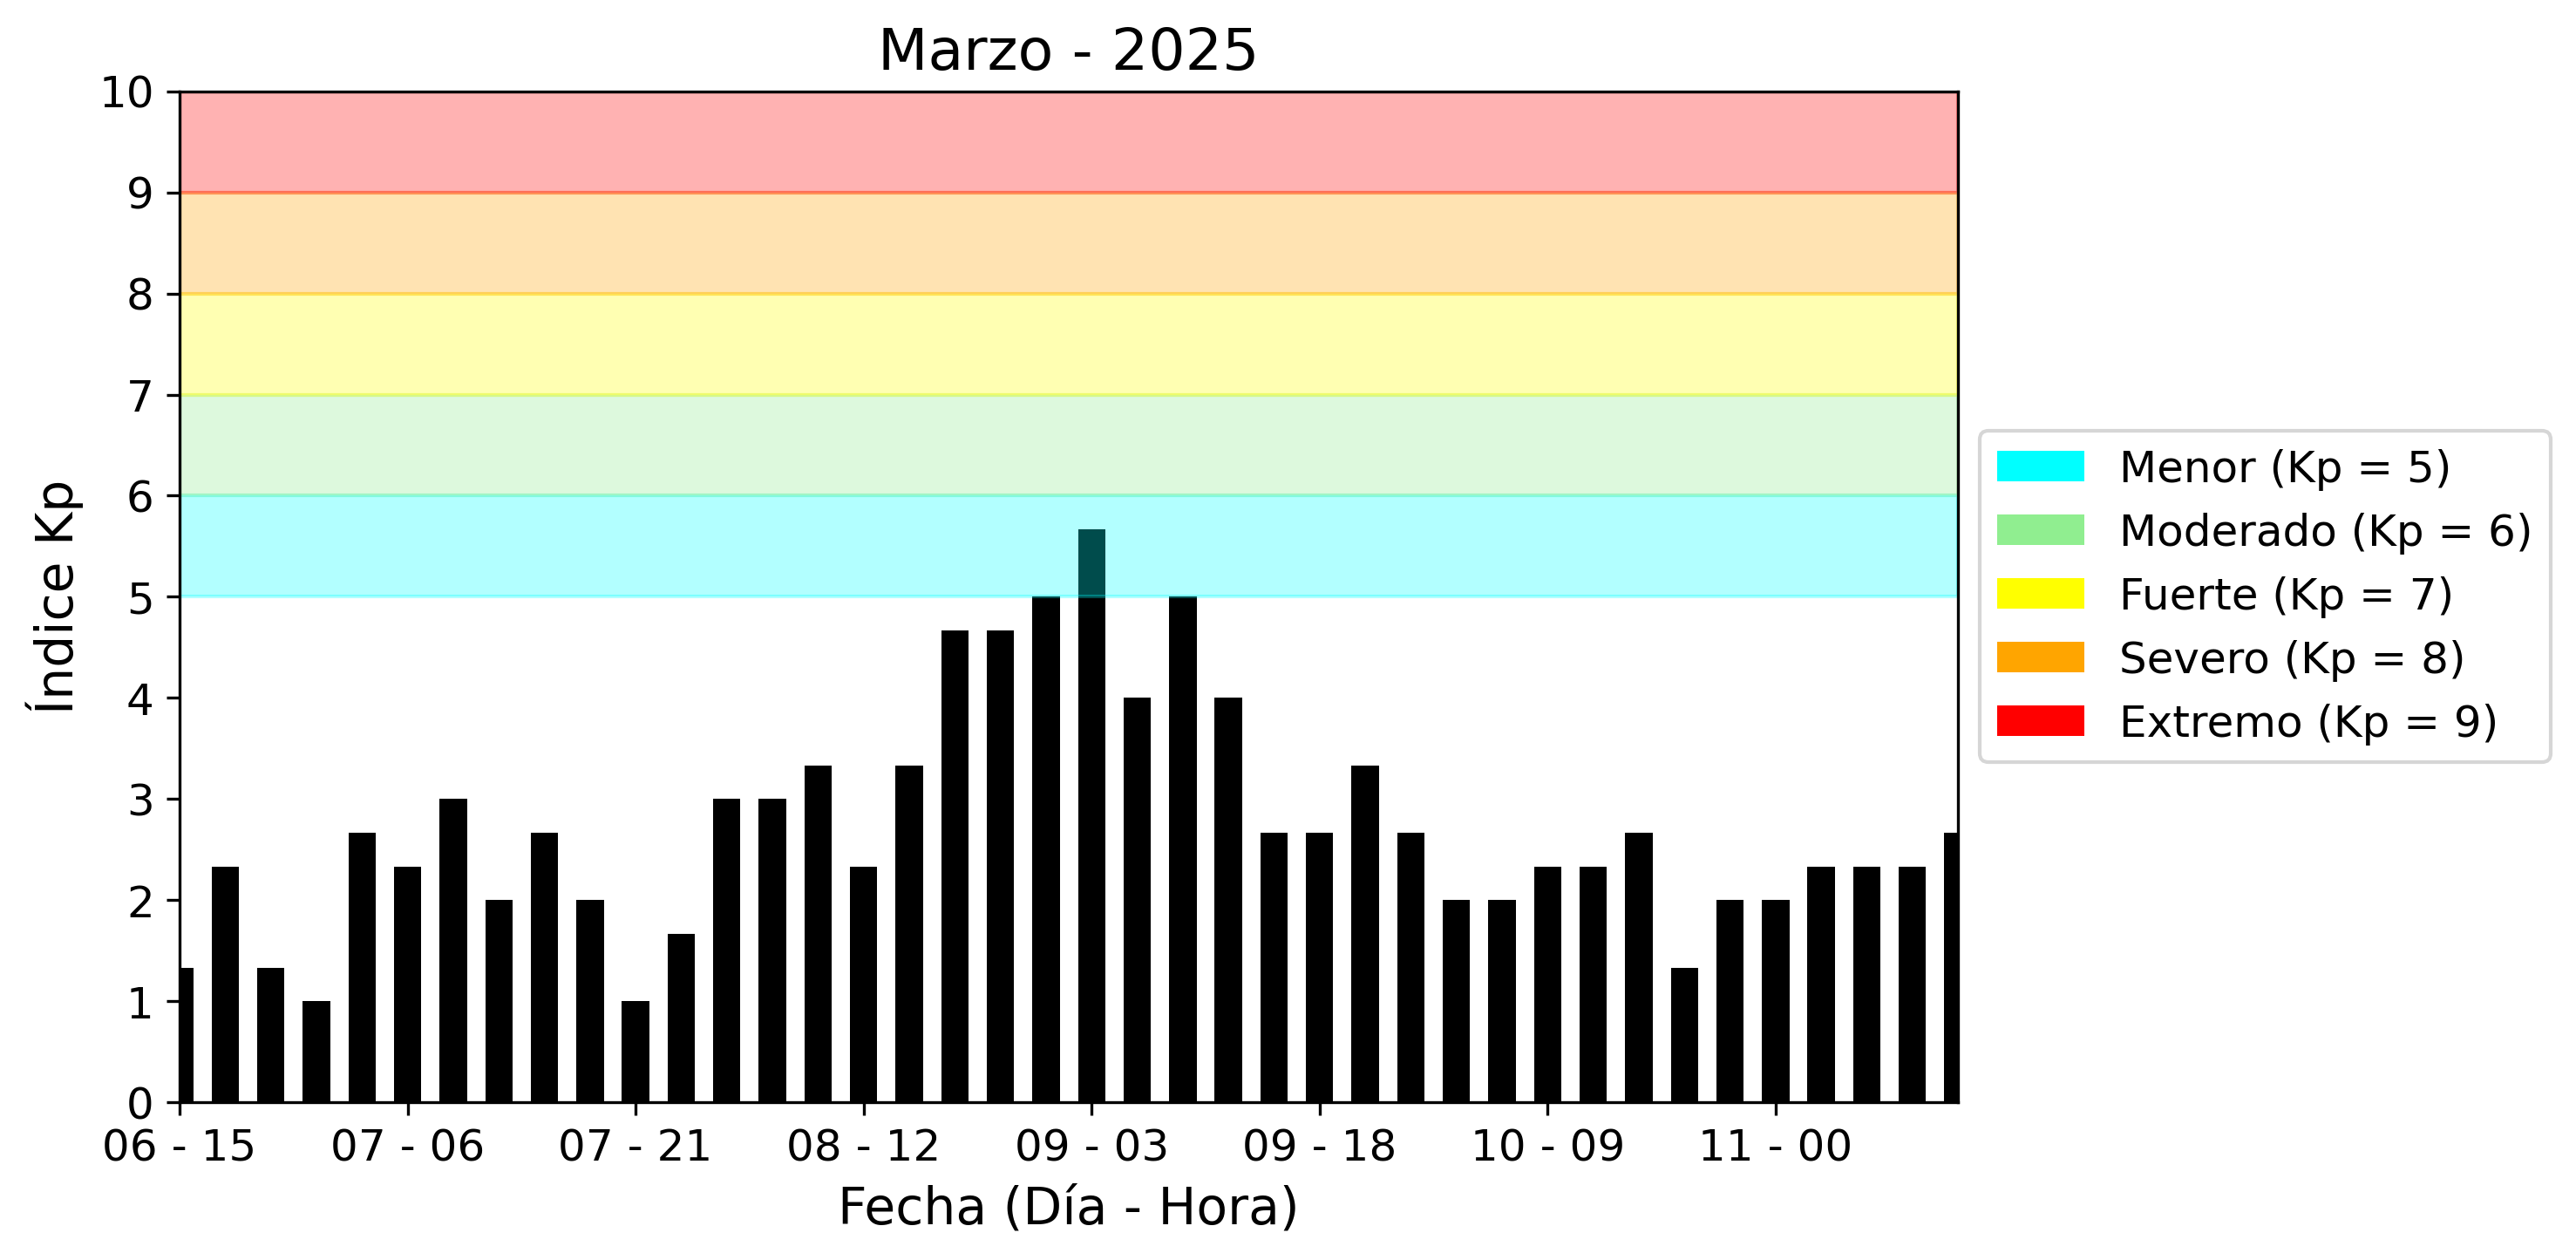 Marzo - 2025
Índice Kp
10
9
8
7
6
5
4
3
2
1
0
06 - 15
07 - 06
07 - 21
08 - 12
09 - 03
09 - 18
10 - 09
11 - 00
Fecha (Día - Hora)
Menor (Kp = 5)
Moderado (Kp = 6)
Fuerte (Kp = 7)
Severo (Kp = 8)
Extremo (Kp = 9)